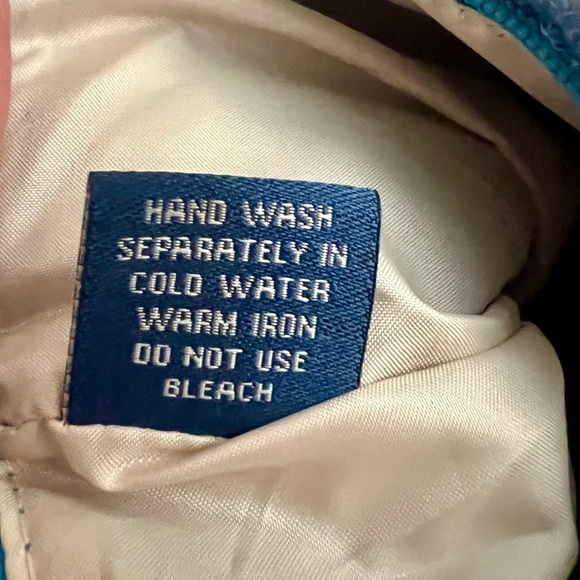 HAND WASH
SEPARATELY IN
COLD WATER
WARM IRON
DO NOT USE
BLEACH